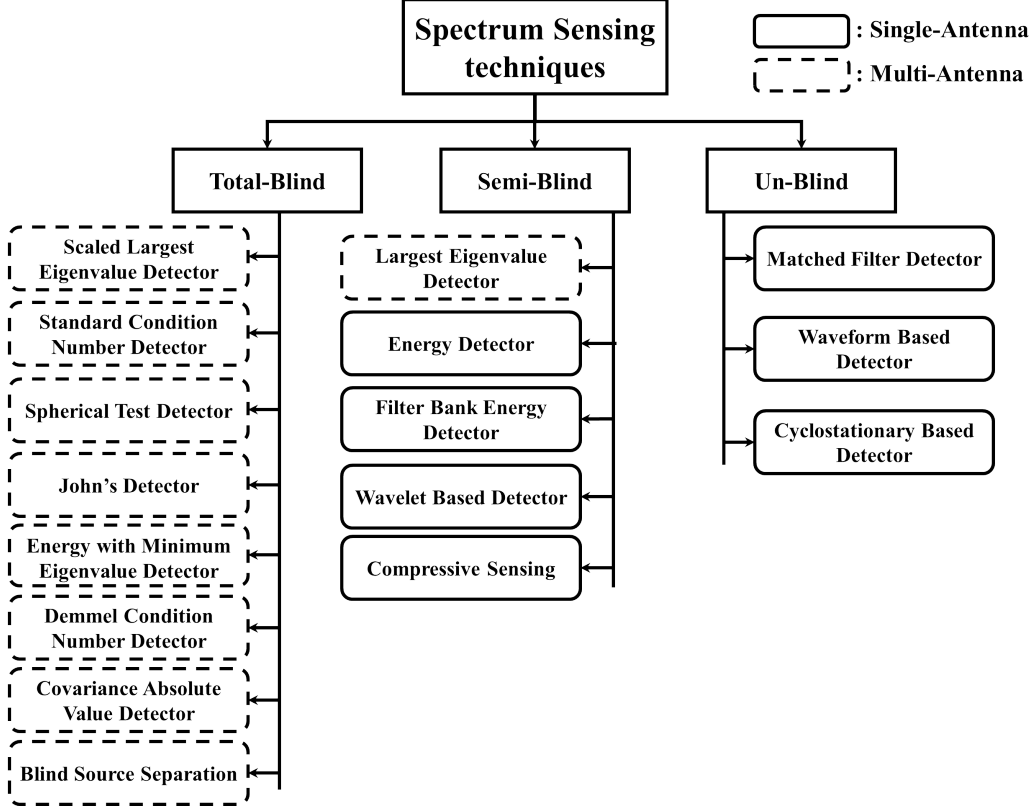 Spectrum Sensing
techniques
: Single-Antenna
: Multi-Antenna
Total-Blind
Semi-Blind
Un-Blind
Scaled Largest
Eigenvalue Detector
Standard Condition
Number Detector
Spherical Test Detector
John’s Detector
Energy with Minimum
Eigenvalue Detector
Demmel Condition
Number Detector
Covariance Absolute
Value Detector
Blind Source Separation
Largest Eigenvalue
Detector
Energy Detector
Filter Bank Energy
Detector
Wavelet Based Detector
Compressive Sensing
Matched Filter Detector
Waveform Based
Detector
Cyclostationary Based
Detector